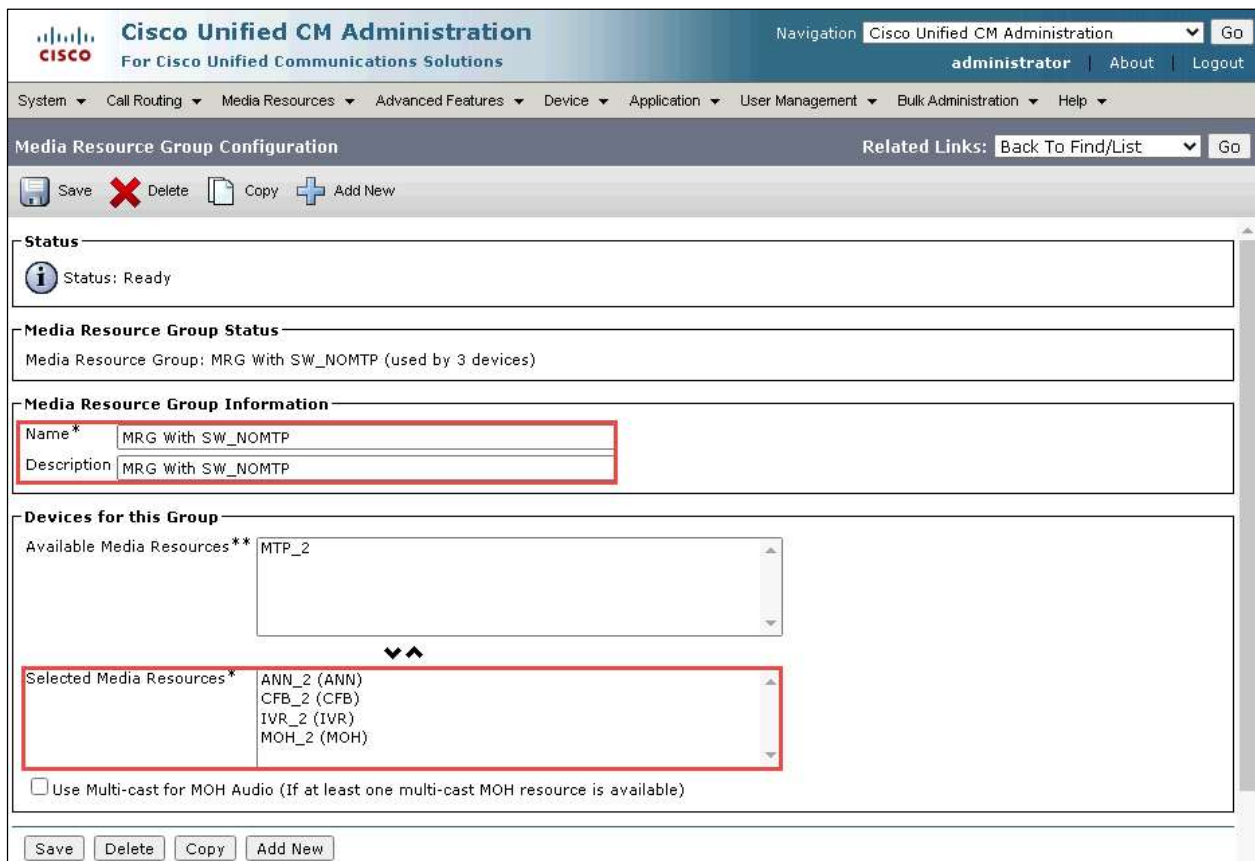 CISCO
Cisco Unified CM Administration
For Cisco Unified Communications Solutions
Navigation Cisco Unified CM Administration Go
administrator | About | Logout
System Call Routing Media Resources Advanced Features Device Application User Management Bulk Administration Help
Media Resource Group Configuration
Related Links: Back To Find/List Go
Save Delete Copy Add New
Status
Status: Ready
Media Resource Group Status
Media Resource Group: MRG With SW_NOMTP (used by 3 devices)
Media Resource Group Information
Name* MRG With SW_NOMTP
Description MRG With SW_NOMTP
Devices for this Group
Available Media Resources** MTP_2
Selected Media Resources* ANN_2 (ANN)
CFB_2 (CFB)
IVR_2 (IVR)
MOH_2 (MOH)
Use Multi-cast for MOH Audio (If at least one multi-cast MOH resource is available)
Save Delete Copy Add New